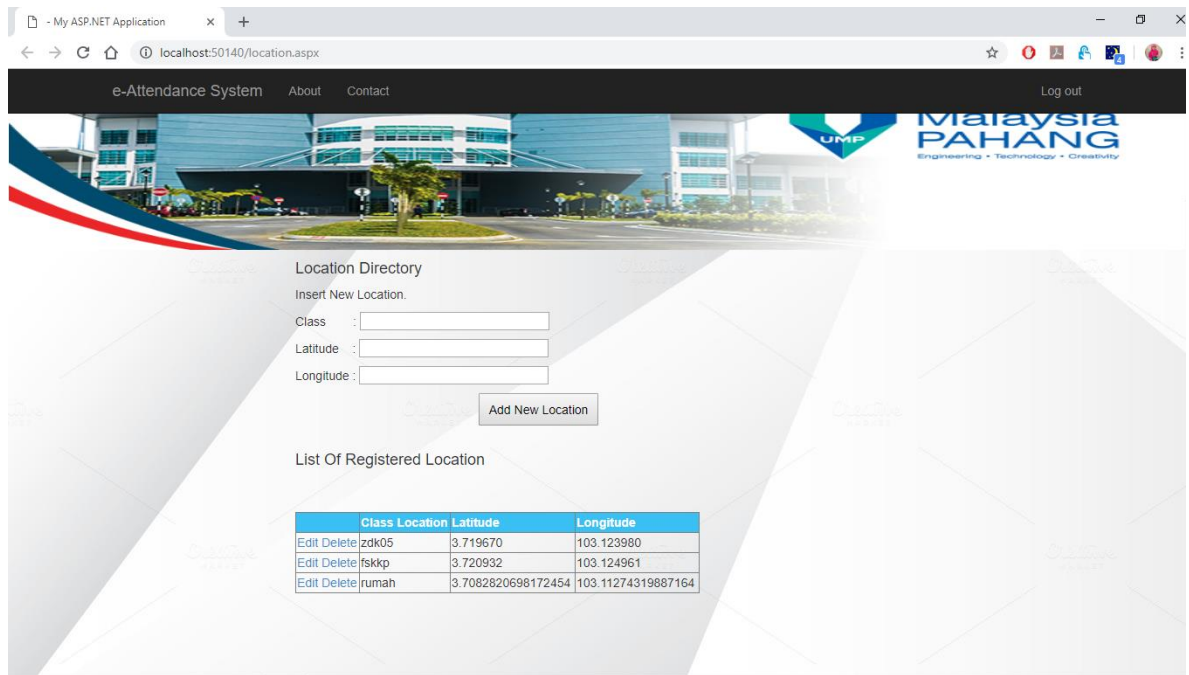 - My ASP.NET Application
localhost:50140/location.aspx
4
e-Attendance System About Contact Log out
UMP
Malaysia
PAHANG
Engineering • Technology • Creativity
Location Directory
Insert New Location.
Class :
Latitude :
Longitude :
Add New Location
List Of Registered Location
Class Location Latitude Longitude
Edit Delete zdk05 3.719670 103.123980
Edit Delete fskkp 3.720932 103.124961
Edit Delete rumah 3.7082820698172454 103.11274319887164